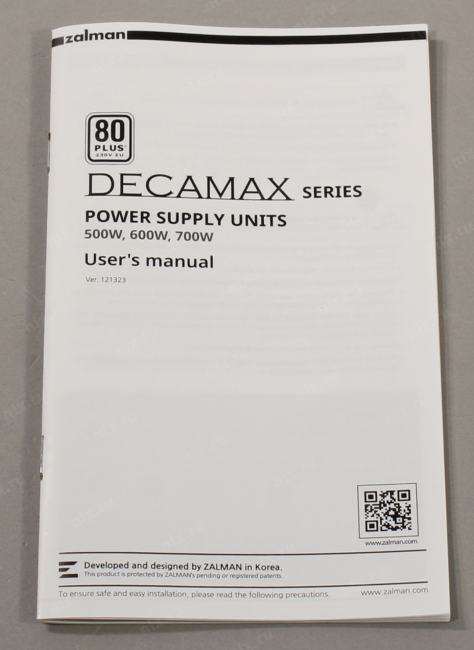 zalman
80
PLUS
230V EU
DECAMAX SERIES
POWER SUPPLY UNITS
500W, 600W, 700W
User's manual
Ver. 121323
www.zalman.com
Developed and designed by ZALMAN in Korea.
This product is protected by ZALMAN's pending or registered patents.
To ensure safe and easy installation, please read the following precautions.
www.zalman.com